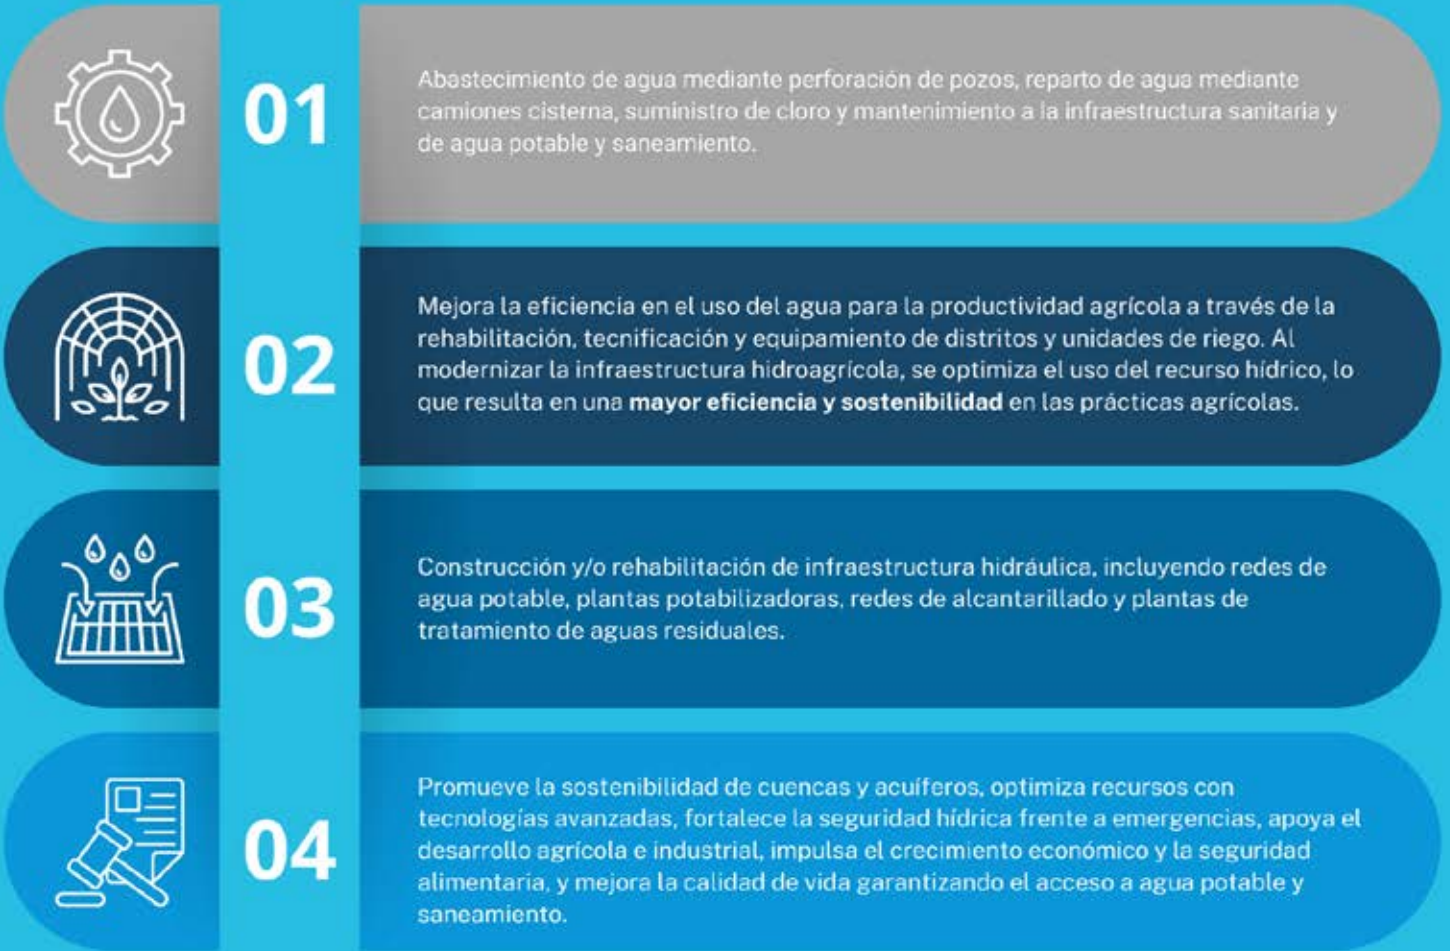 01
Abastecimiento de agua mediante perforación de pozos, reparto de agua mediante
camiones cisterna, suministro de cloro y mantenimiento a la infraestructura sanitaria y
de agua potable y saneamiento.
02
Mejora la eficiencia en el uso del agua para la productividad agrícola a través de la
rehabilitación, tecnificación y equipamiento de distritos y unidades de riego. Al
modernizar la infraestructura hidroagrícola, se optimiza el uso del recurso hídrico, lo
que resulta en una mayor eficiencia y sostenibilidad en las prácticas agrícolas.
03
Construcción y/o rehabilitación de infraestructura hidráulica, incluyendo redes de
agua potable, plantas potabilizadoras, redes de alcantarillado y plantas de
tratamiento de aguas residuales.
04
Promueve la sostenibilidad de cuencas y acuíferos, optimiza recursos con
tecnologías avanzadas, fortalece la seguridad hídrica frente a emergencias, apoya el
desarrollo agrícola e industrial, impulsa el crecimiento económico y la seguridad
alimentaria, y mejora la calidad de vida garantizando el acceso a agua potable y
saneamiento.